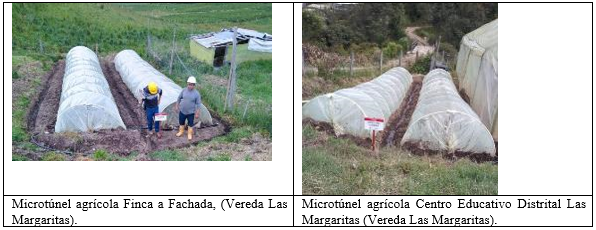 Microtúnel agrícola Finca a Fachada, (Vereda Las
Margaritas).
Microtúnel agrícola Centro Educativo Distrital Las
Margaritas (Vereda Las Margaritas).